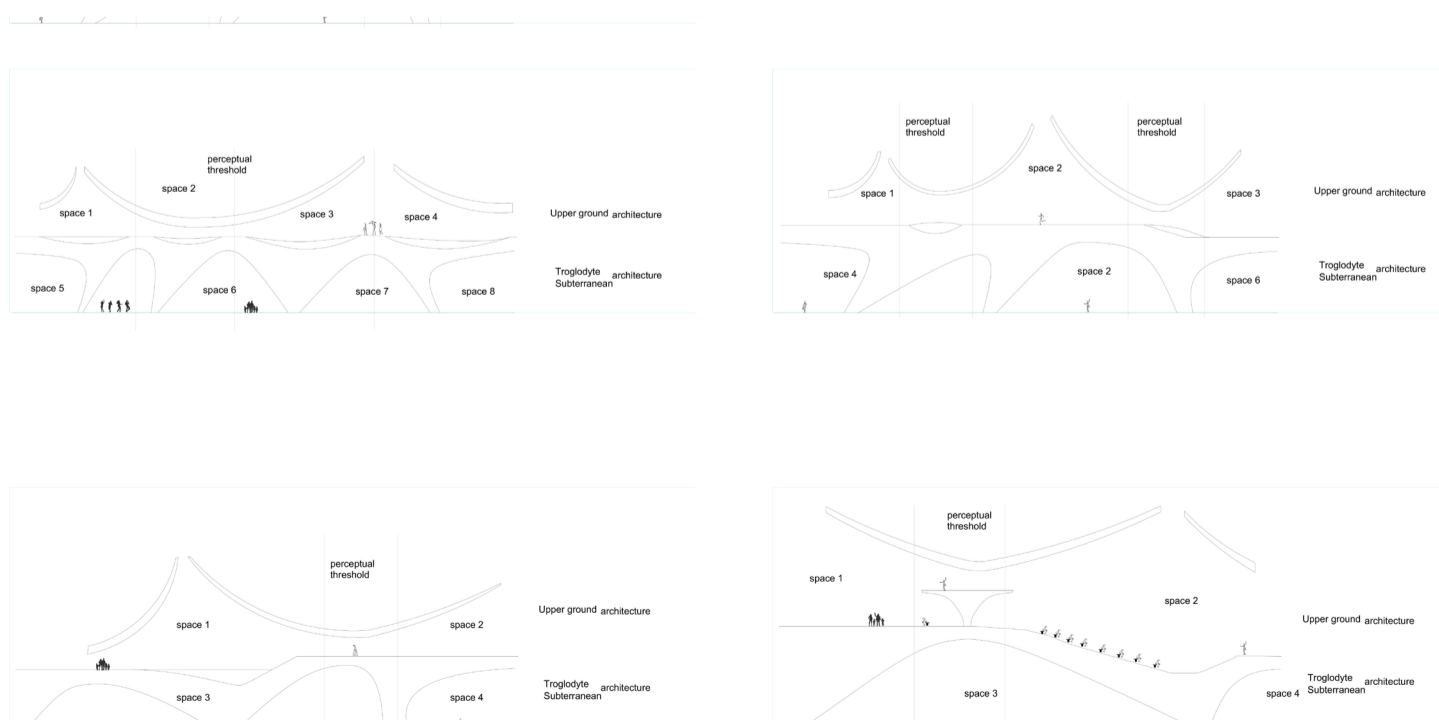 perceptual
threshold
space 2
space 1
space 3
space 4
Upper ground architecture
space 5
space 6
space 7
space 8
Troglodyte architecture
Subterranean
perceptual
threshold
perceptual
threshold
space 2
space 1
space 3
Upper ground architecture
space 4
space 2
space 6
Troglodyte architecture
Subterranean
perceptual
threshold
space 1
space 2
Upper ground architecture
space 3
space 4
Troglodyte architecture
Subterranean
perceptual
threshold
space 1
space 2
Upper ground architecture
space 3
space 4
Troglodyte architecture
Subterranean